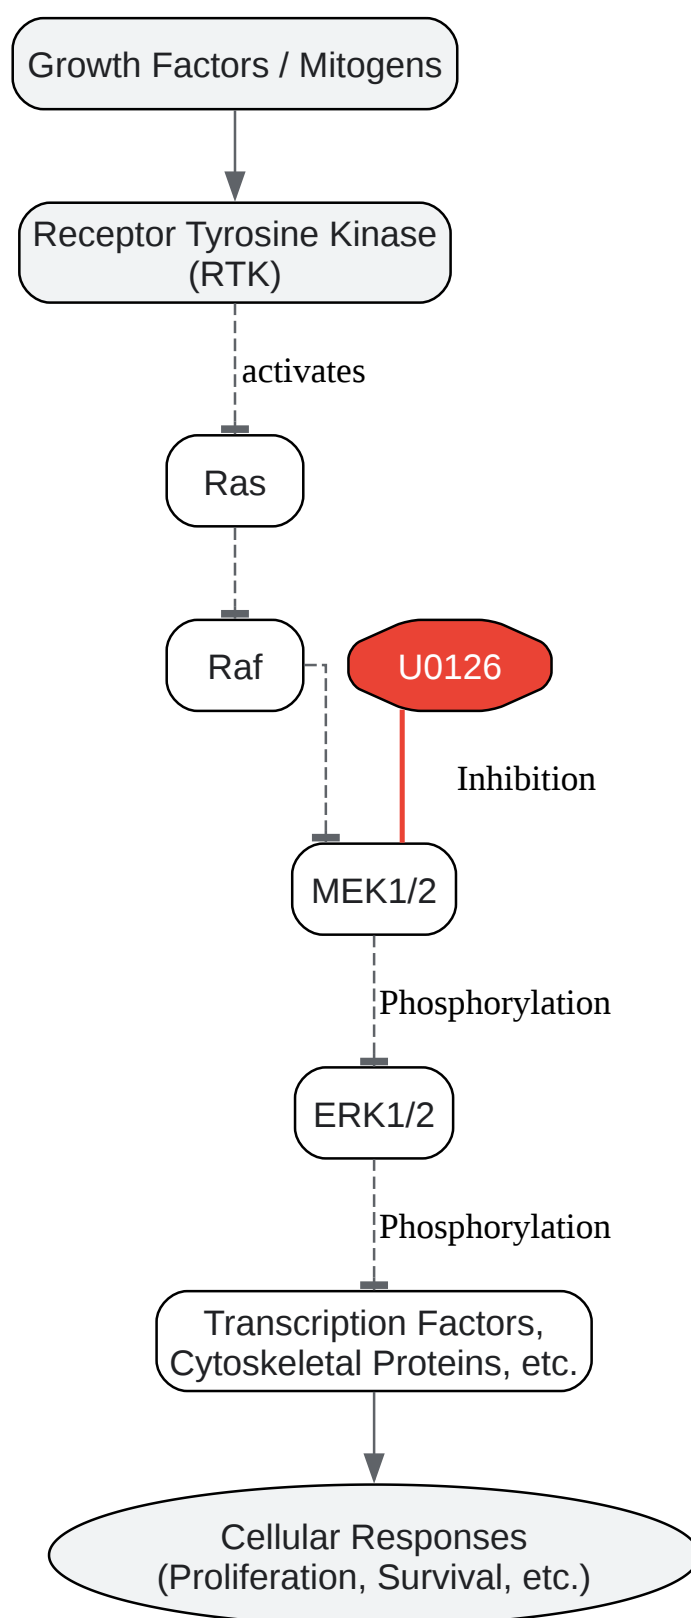 Growth Factors / Mitogens
Receptor Tyrosine Kinase
(RTK)
activates
Ras
Raf
U0126
Inhibition
MEK1/2
Phosphorylation
ERK1/2
Phosphorylation
Transcription Factors,
Cytoskeletal Proteins, etc.
Cellular Responses
(Proliferation, Survival, etc.)